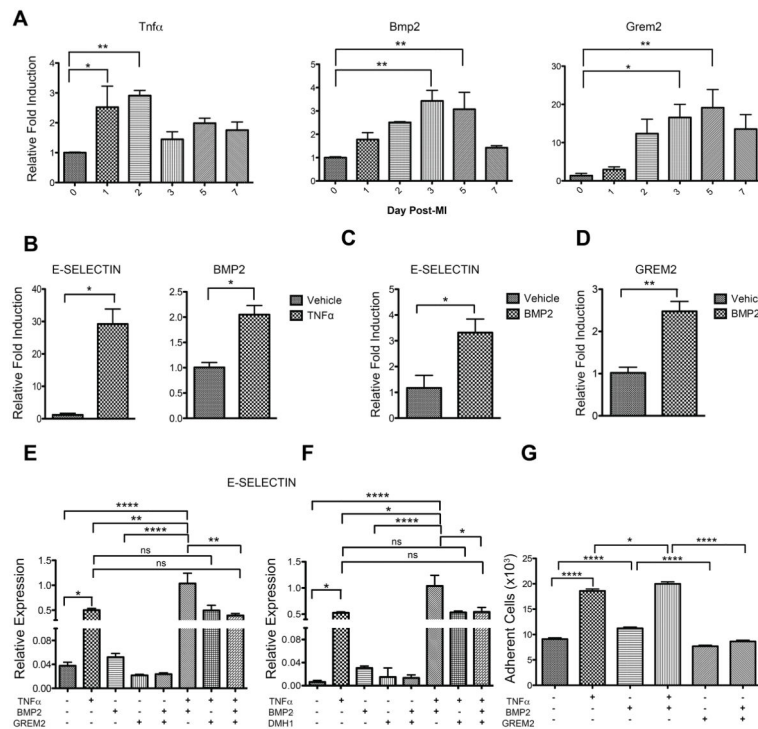 A
Tnfα
Bmp2
Grem2
Relative Fold Induction
4
3
2
1
0
* **
0 1 2 3 5 7
5
4
3
2
1
0
** **
0 1 2 3 5 7
30
20
10
0
* **
0 1 2 3 5 7
Day Post-MI
B
C
D
E-SELECTIN
BMP2
E-SELECTIN
GREM2
Relative Fold Induction
40
30
20
10
0
*
2.5
2.0
1.5
1.0
0.5
0.0
*
Vehicle
TNFα
Relative Fold Induction
5
4
3
2
1
0
*
Vehicle
BMP2
Relative Fold Induction
3
2
1
0
**
Vehic
BMP2
E
F
G
E-SELECTIN
****
**
****
ns **
ns
*
Relative Expression
1.5
1.0
0.5
0.08
0.04
0.00
TNFα - + - - - + + +
BMP2 - - + - + + - +
GREM2 - - - + + - + +
****
*
****
ns *
ns
*
Relative Expression
1.5
1.0
0.5
0.08
0.04
0.00
TNFα - + - - - + + +
BMP2 - - + - + + - +
DMH1 - - - + + - + +
* ****
**** ****
****
Adherent Cells (x10³)
25
20
15
10
5
0
TNFα - + - + - +
BMP2 - - + + - +
GREM2 - - - - + +